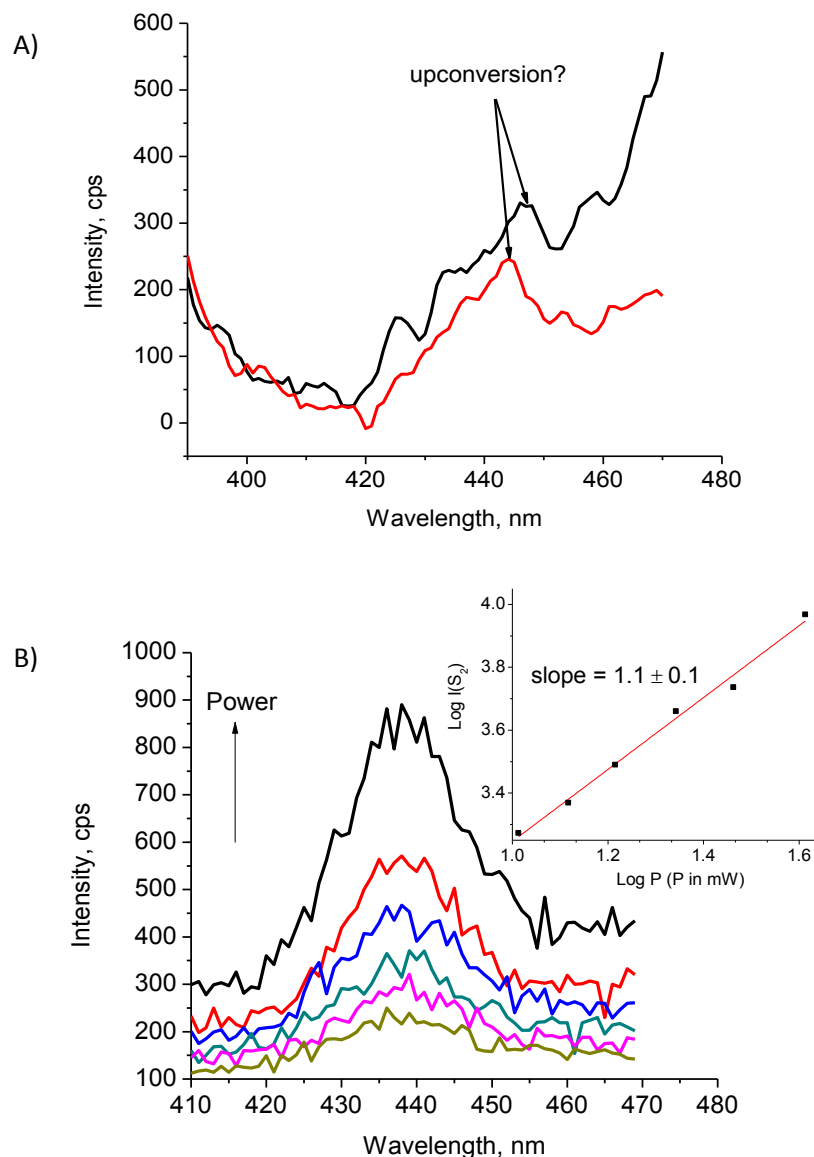 A)
upconversion?
600
500
400
300
200
100
0
Intensity, cps
400 420 440 460 480
Wavelength, nm
B)
Power
1000
900
800
700
600
500
400
300
200
100
Intensity, cps
410 420 430 440 450 460 470 480
Wavelength, nm
slope = 1.1 ± 0.1
4.0
3.8
3.6
3.4
Log I(S₂)
1.0 1.2 1.4 1.6
Log P (P in mW)